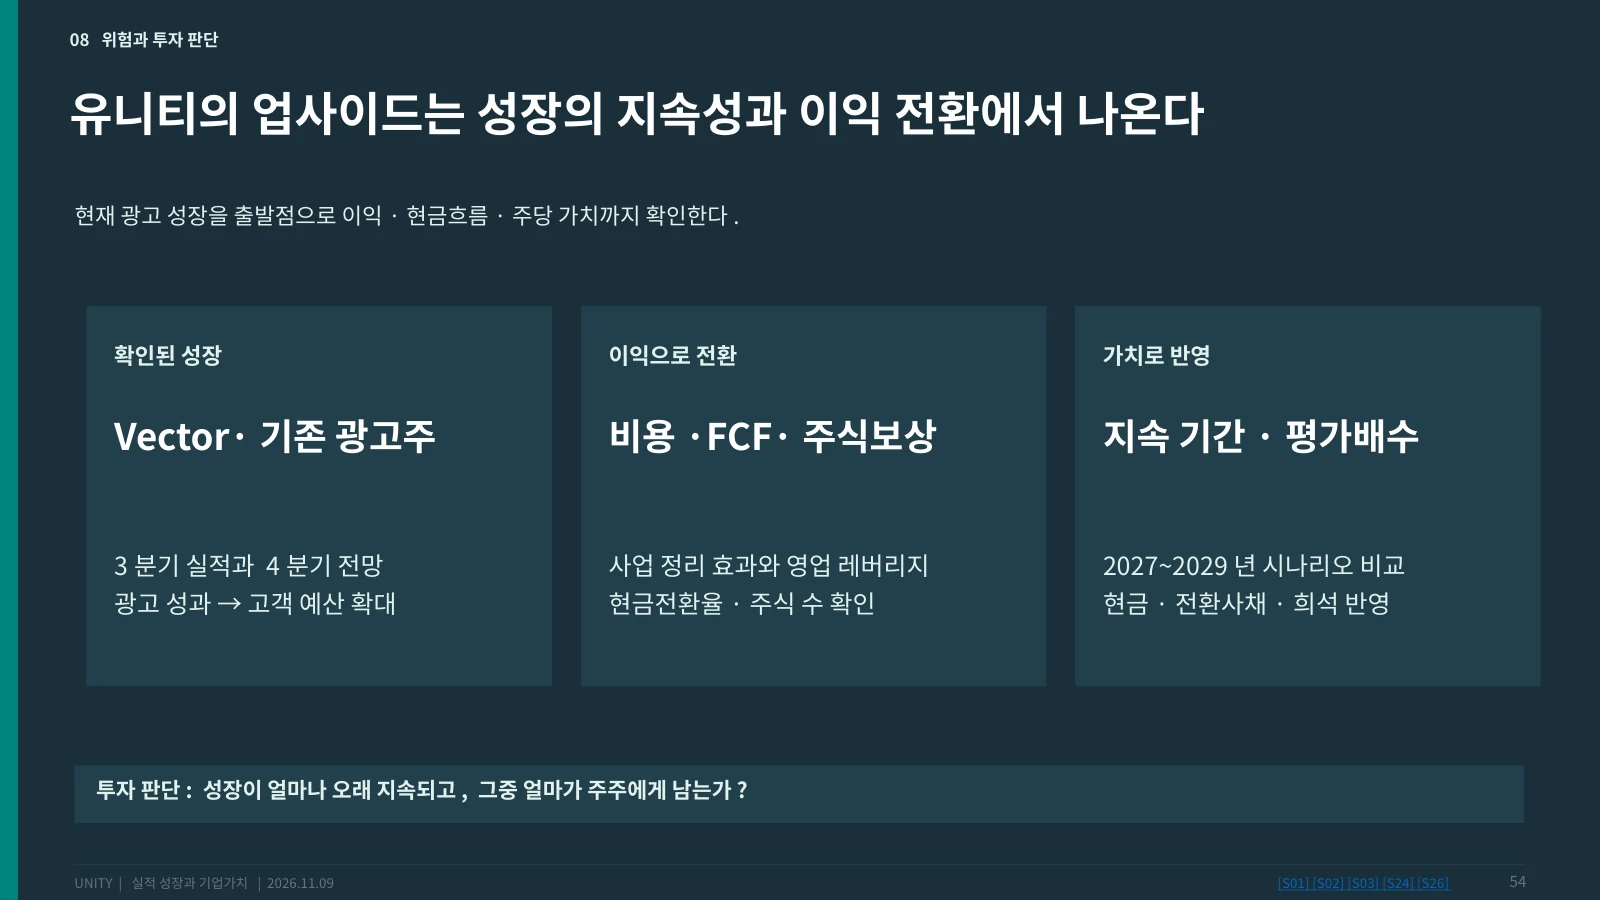 08 위험과 투자 판단
유니티의 업사이드는 성장의 지속성과 이익 전환에서 나온다
현재 광고 성장을 출발점으로 이익 · 현금흐름 · 주당 가치까지 확인한다 .
확인된 성장
Vector· 기존 광고주
3 분기 실적과 4 분기 전망
광고 성과 → 고객 예산 확대
이익으로 전환
비용 ·FCF· 주식보상
사업 정리 효과와 영업 레버리지
현금전환율 · 주식 수 확인
가치로 반영
지속 기간 · 평가배수
2027~2029 년 시나리오 비교
현금 · 전환사채 · 희석 반영
투자 판단 : 성장이 얼마나 오래 지속되고 , 그중 얼마가 주주에게 남는가 ?
UNITY | 실적 성장과 기업가치 | 2026.11.09
[S01] [S02] [S03] [S24] [S26]
54